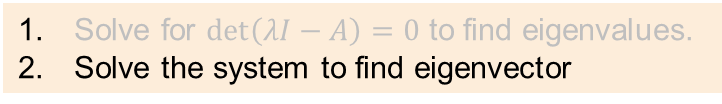 1. Solve for det(λI − A) = 0 to find eigenvalues.
2. Solve the system to find eigenvector